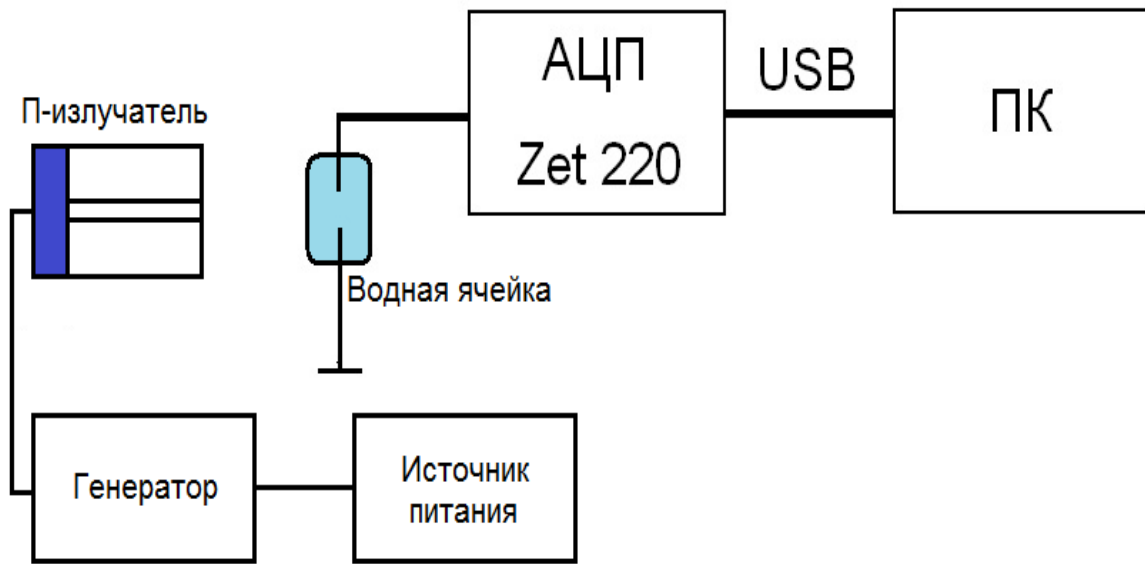 АЦП
Zet 220
USB
ПК
П-излучатель
Водная ячейка
Генератор
Источник
питания